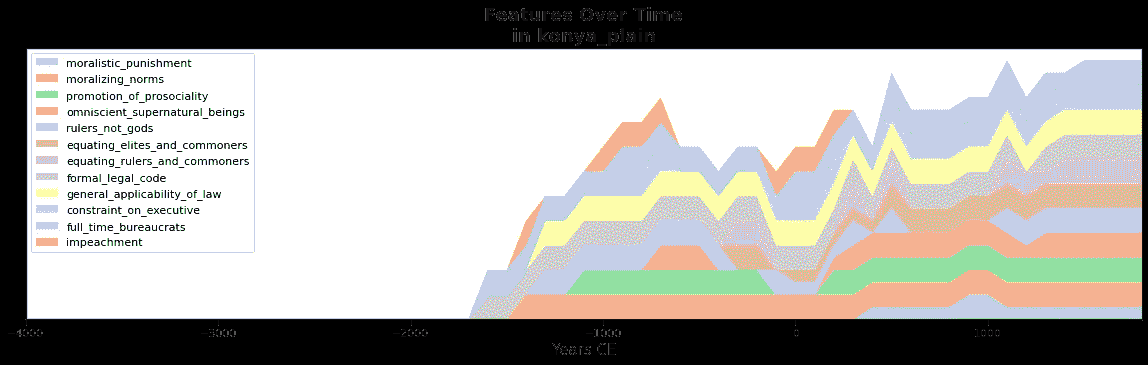 Features Over Time
in konya_plain
moralistic_punishment
moralizing_norms
promotion_of_prosociality
omniscient_supernatural_beings
rulers_not_gods
equating_elites_and_commoners
equating_rulers_and_commoners
formal_legal_code
general_applicability_of_law
constraint_on_executive
full_time_bureaucrats
impeachment
−4000 −3000 −2000 −1000 0 1000
Years CE